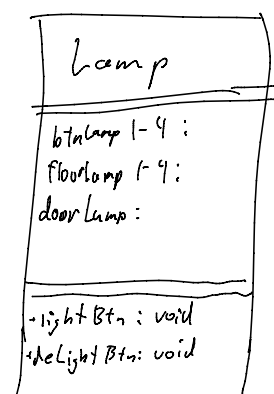 Lamp
btnLamp 1-4 :
floorLamp 1-4 :
doorLamp :
+lightBtn : void
+deLightBtn: void